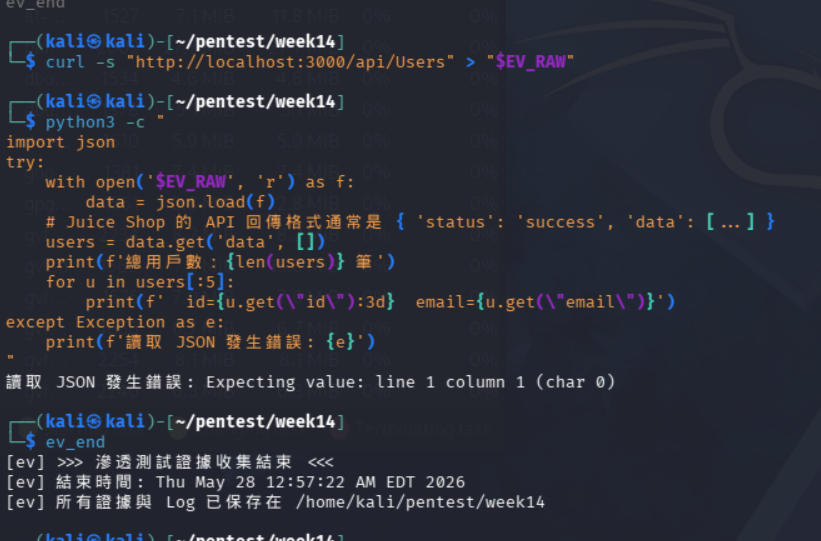 ev_end
┌──(kali㉿kali)-[~/pentest/week14]
└─$ curl -s "http://localhost:3000/api/Users" > "$EV_RAW"
┌──(kali㉿kali)-[~/pentest/week14]
└─$ python3 -c "
import json
try:
    with open('$EV_RAW', 'r') as f:
        data = json.load(f)
    # Juice Shop 的 API 回傳格式通常是 { 'status': 'success', 'data': [...] }
    users = data.get('data', [])
    print(f'總用戶數：{len(users)} 筆')
    for u in users[:5]:
        print(f'  id={u.get(\"id\"):3d}  email={u.get(\"email\")}')
except Exception as e:
    print(f'讀取 JSON 發生錯誤: {e}')
"
讀取 JSON 發生錯誤: Expecting value: line 1 column 1 (char 0)
┌──(kali㉿kali)-[~/pentest/week14]
└─$ ev_end
[ev] >>> 滲透測試證據收集結束 <<<
[ev] 結束時間: Thu May 28 12:57:22 AM EDT 2026
[ev] 所有證據與 Log 已保存在 /home/kali/pentest/week14
┌──(kali㉿kali)-[~/pentest/week14]